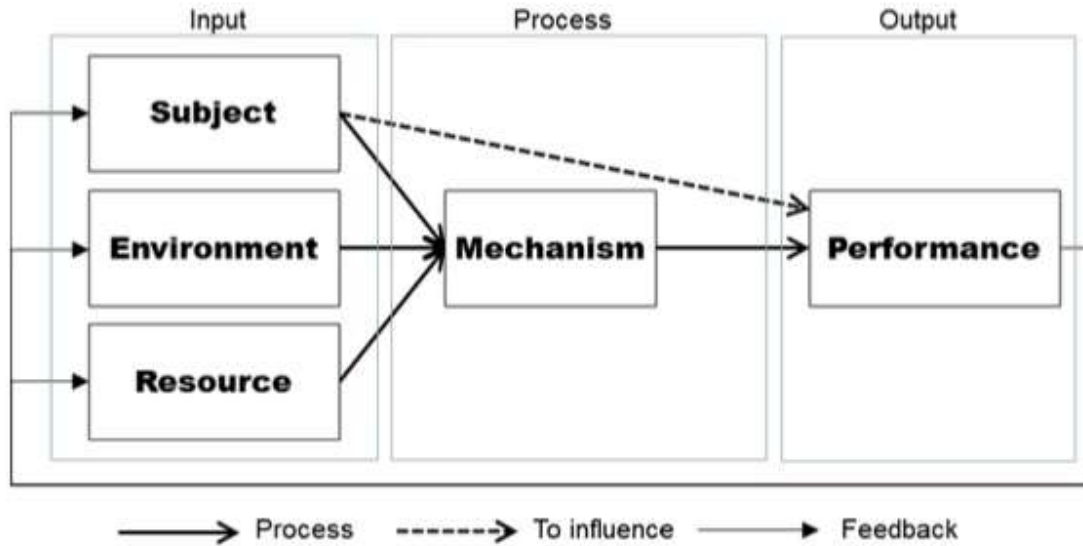 Input Process Output
Subject
Environment Mechanism Performance
Resource
Process To influence Feedback